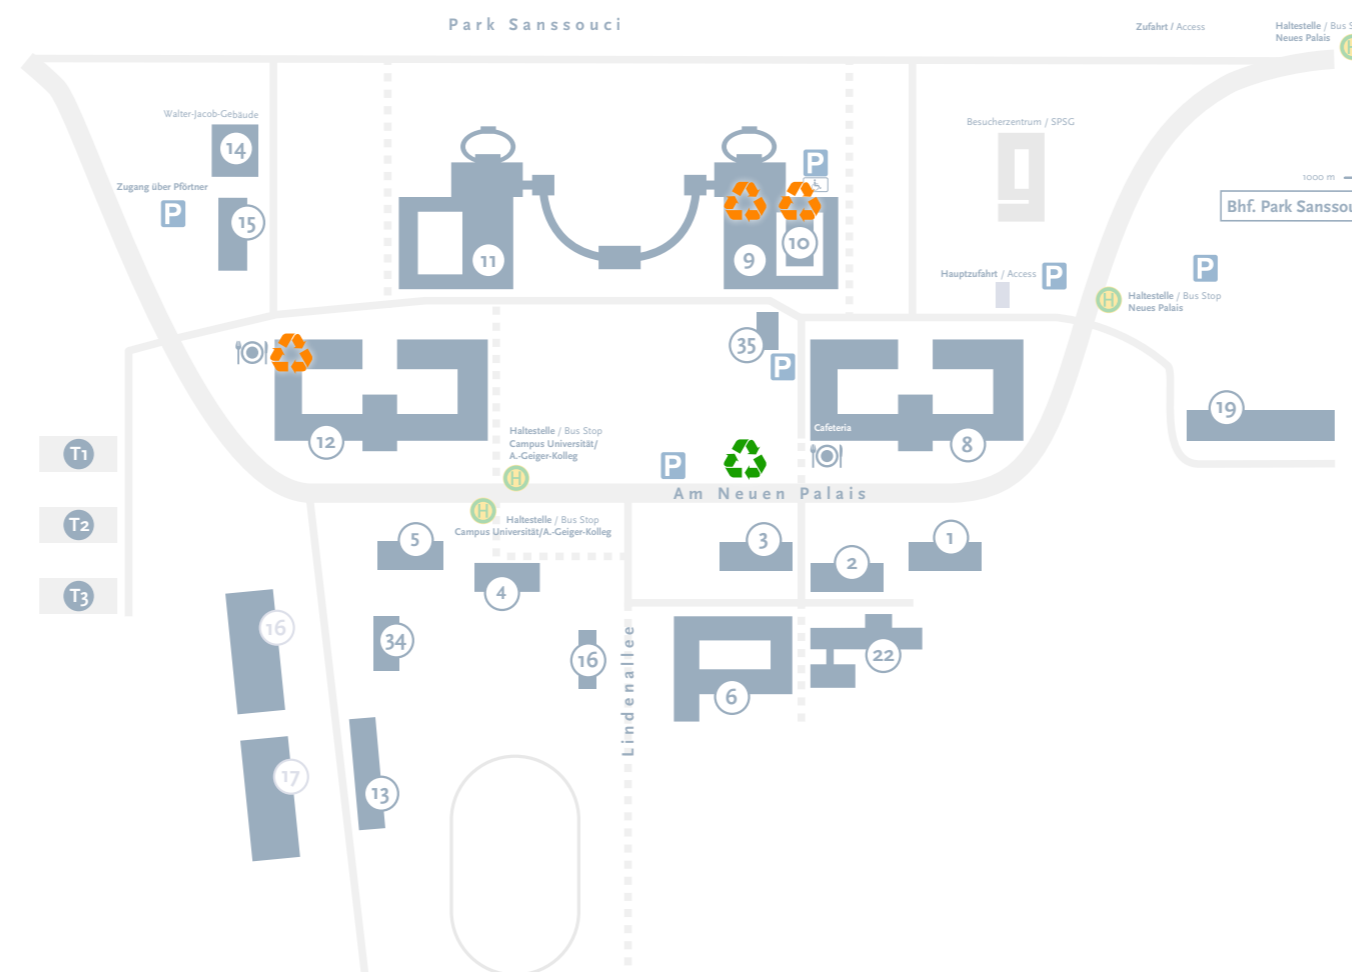 Park Sanssouci
Zufahrt / Access
Haltestelle / Bus S
Neues Palais
H
Walter-Jacob-Gebäude
14
Besucherzentrum / SPSG
P
Zugang über Pförtner
P
15
1000 m
Bhf. Park Sanssou
11
9
10
Hauptzufahrt / Access
P
P
H
Haltestelle / Bus Stop
Neues Palais
35
P
12
Cafeteria
8
19
Haltestelle / Bus Stop
Campus Universität/
A.-Geiger-Kolleg
H
P
T1
Am Neuen Palais
H
Haltestelle / Bus Stop
Campus Universität/A.-Geiger-Kolleg
T2
5
3
2
1
4
T3
16
34
16
Lindenallee
6
22
17
13